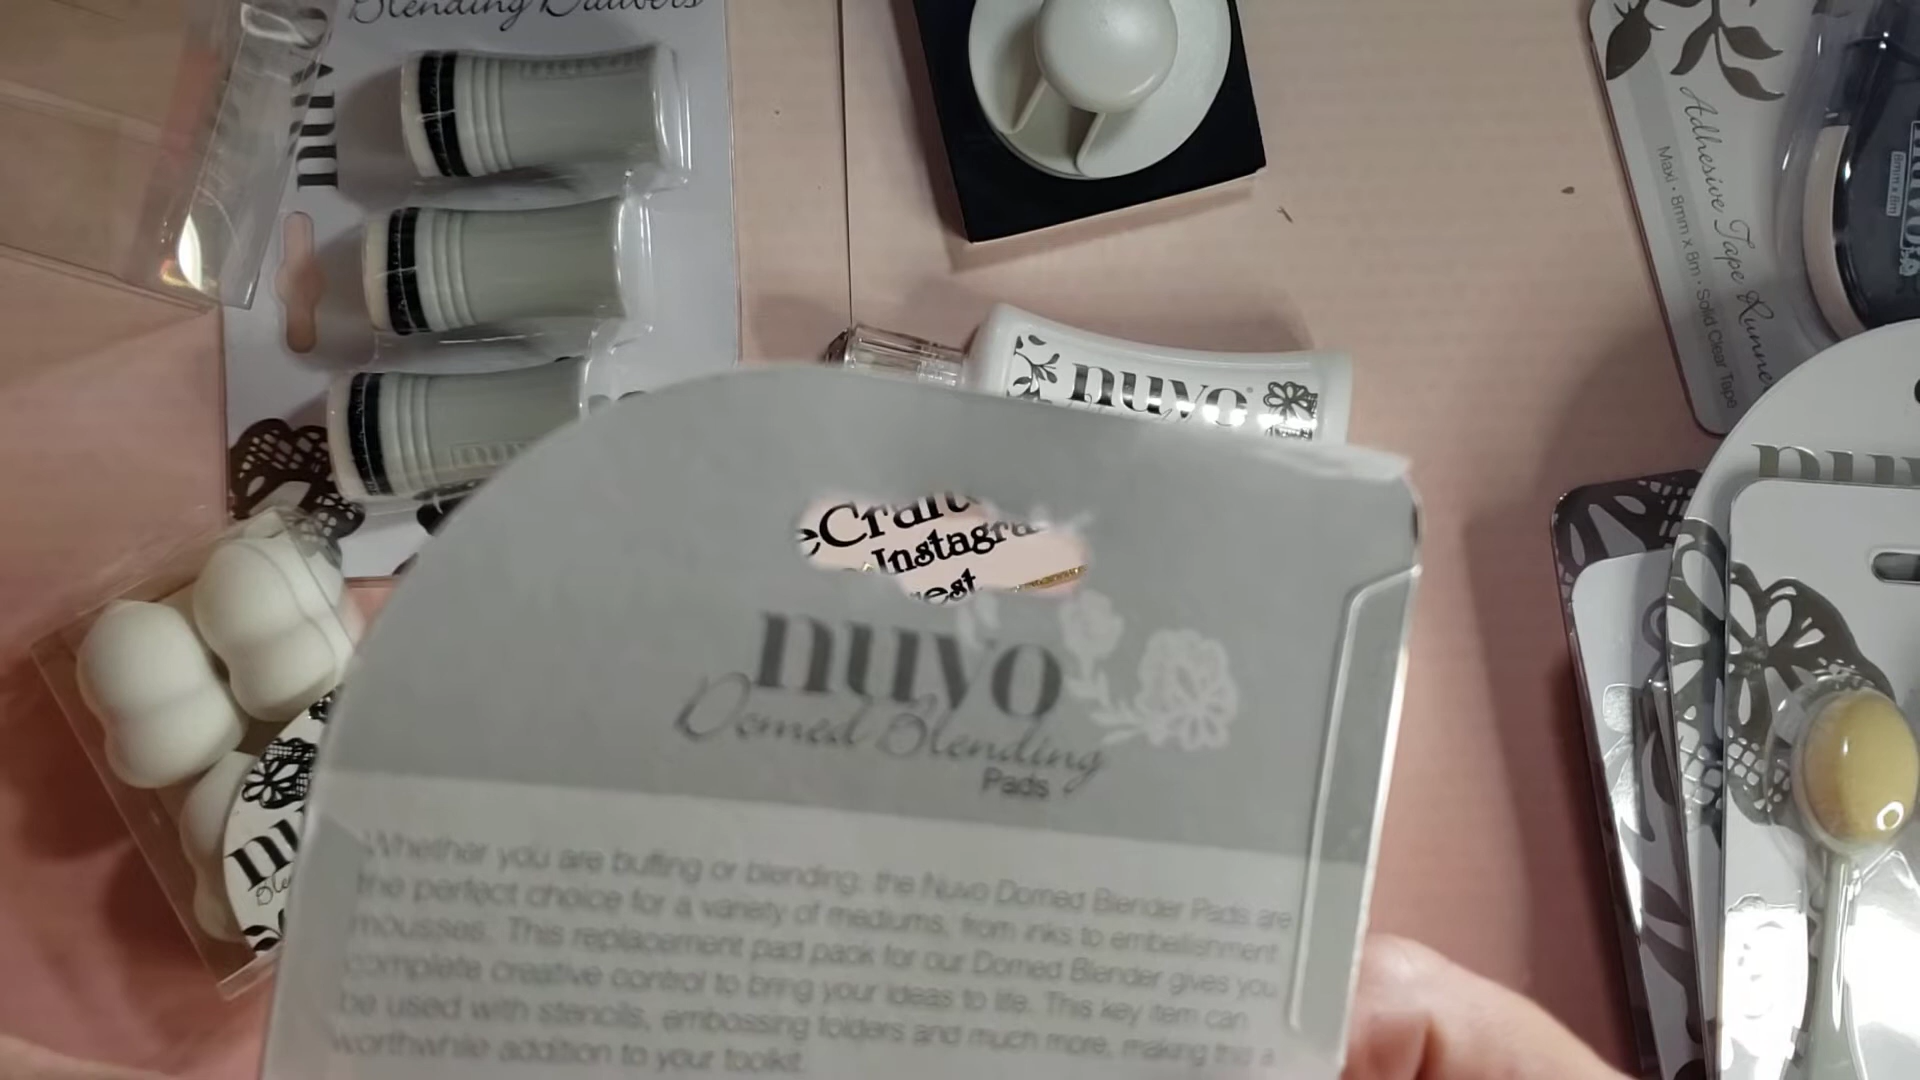 Blending Daubers
nuvo
Adhesive Tape Runner
Maxi • 8mm x 8m • Solid Clear Tape
8mm x 8m
nuvo
eCraft
Instagra
rest
nuvo
Domed Blending
Pads
Whether you are buffing or blending, the Nuvo Domed Blender Pads are
the perfect choice for a variety of mediums, from inks to embellishment
mousses. This replacement pad pack for our Domed Blender gives you
complete creative control to bring your ideas to life. This key item can
be used with stencils, embossing folders and much more, making this a
worthwhile addition to your toolkit.